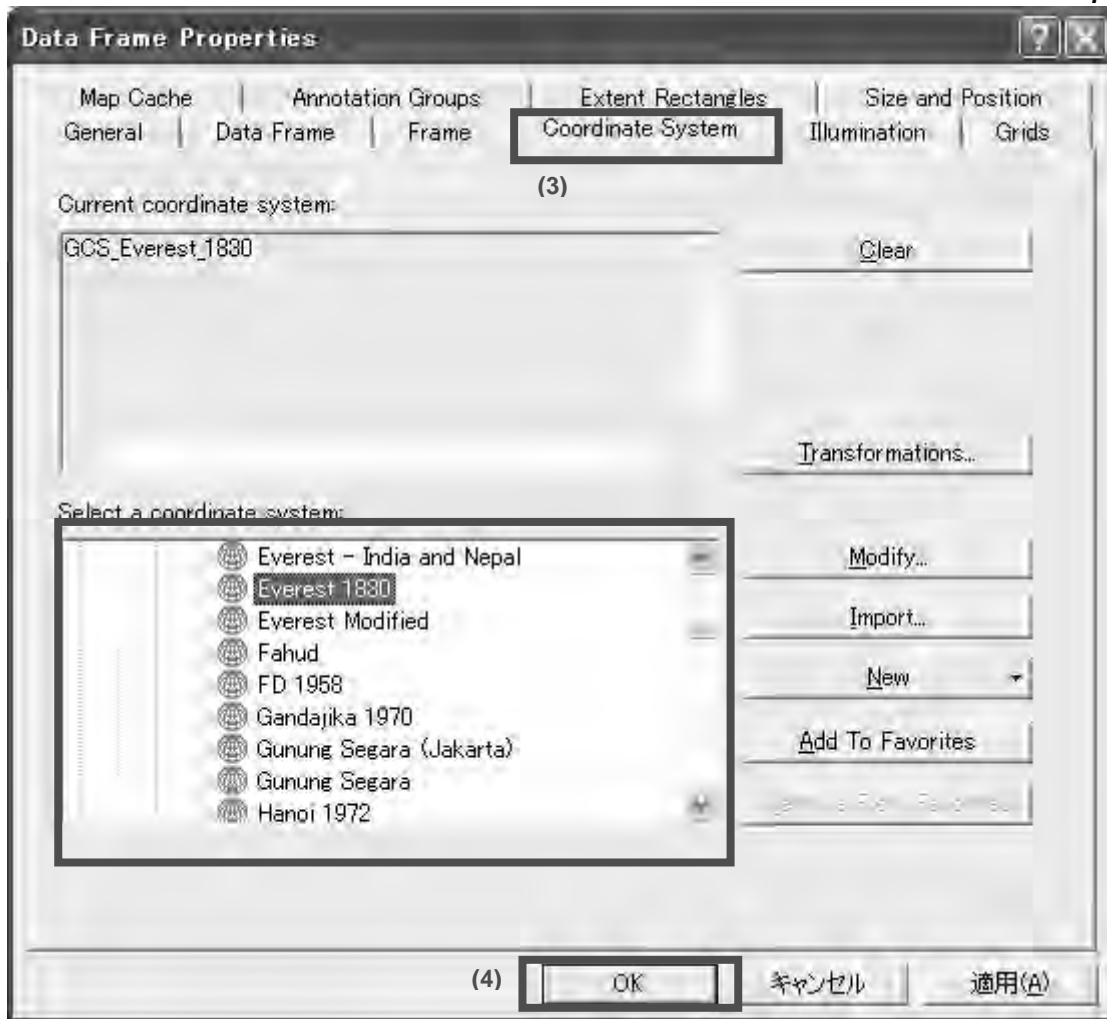 Data Frame Properties
Map Cache Annotation Groups Extent Rectangles Size and Position
General Data Frame Frame Coordinate System Illumination Grids
(3)
Current coordinate system:
GCS_Everest_1830
Clear
Transformations...
Select a coordinate system:
Everest - India and Nepal
Everest 1830
Everest Modified
Fahud
FD 1958
Gandajika 1970
Gunung Segara (Jakarta)
Gunung Segara
Hanoi 1972
Modify...
Import...
New
Add To Favorites
(4) OK キャンセル 適用(A)